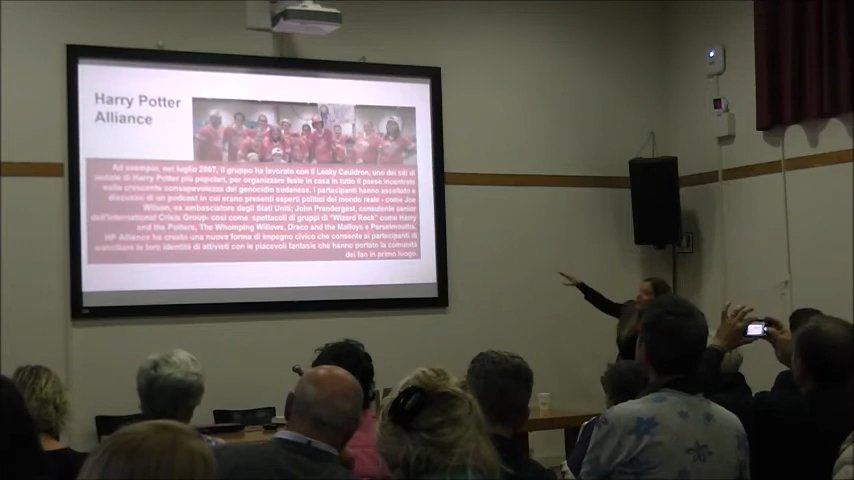 Harry Potter
Alliance
Ad esempio, nel luglio 2007, il gruppo ha lavorato con il Leaky Cauldron, uno dei siti di
notizie di Harry Potter più popolari, per organizzare feste in casa in tutto il paese incentrate
sulla crescente consapevolezza del genocidio sudanese. I partecipanti hanno ascoltato e
discusso di un podcast in cui erano presenti esperti politici del mondo reale - come Joe
Wilson, ex ambasciatore degli Stati Uniti; John Prendergast, consulente senior
dell'International Crisis Group- così come spettacoli di gruppi di "Wizard Rock" come Harry
and the Potters, The Whomping Willows, Draco and the Malfoys e Parselmouths.
HP Alliance ha creato una nuova forma di impegno civico che consente ai partecipanti di
conciliare le loro identità di attivisti con le piacevoli fantasie che hanno portato la comunità
dei fan in primo luogo.